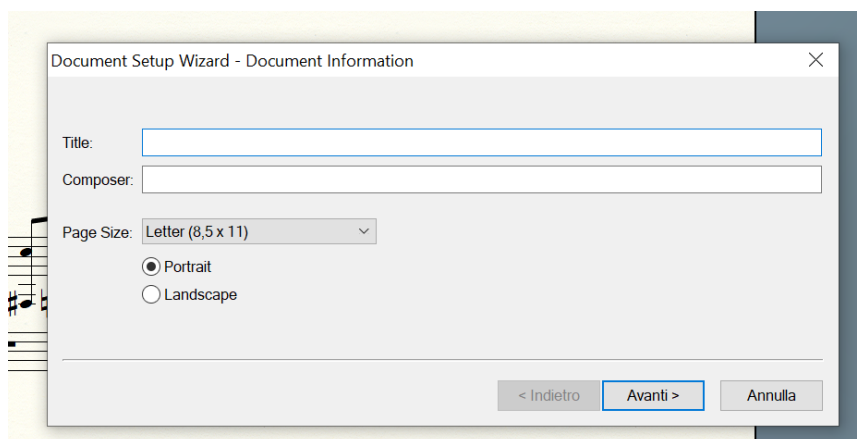 Document Setup Wizard - Document Information
Title:
Composer:
Page Size: Letter (8,5 x 11)
Portrait
Landscape
< Indietro Avanti > Annulla